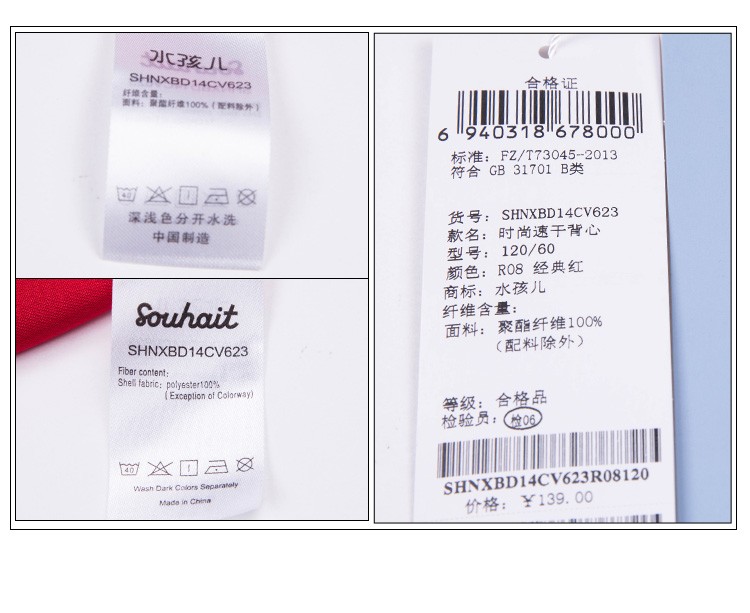 水孩儿
SHNXBD14CV623
纤维含量:
面料: 聚酯纤维100% (配料除外)
40
深浅色分开水洗
中国制造
Souhait
SHNXBD14CV623
Fiber content:
Shell fabric: polyester100%
(Exception of Colorway)
40
Wash Dark Colors Separately
Made in China
合格证
6 940318 678000
标准: FZ/T73045-2013
符合 GB 31701 B类
货号: SHNXBD14CV623
款名: 时尚速干背心
型号: 120/60
颜色: R08 经典红
商标: 水孩儿
纤维含量:
面料: 聚酯纤维100%
(配料除外)
等级: 合格品
检验员: 检06
SHNXBD14CV623R08120
价格: ¥139.00